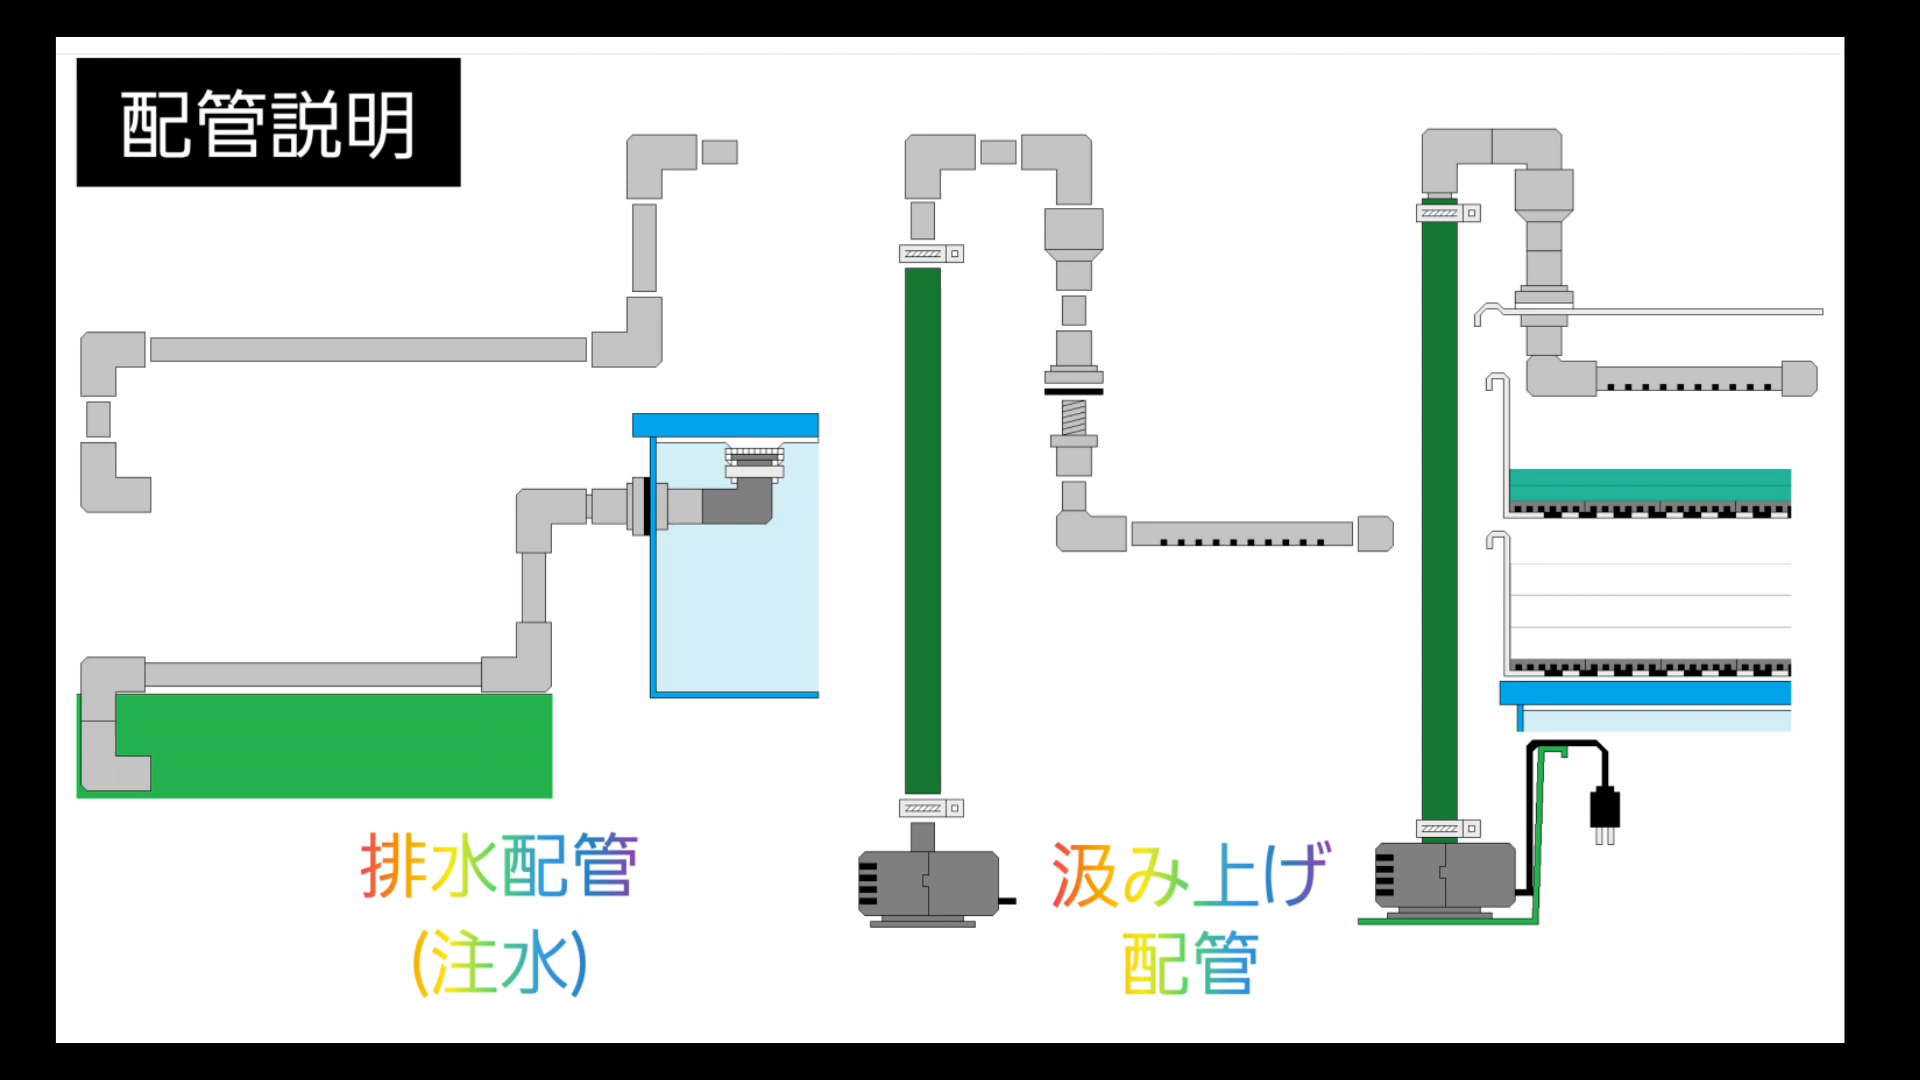 配管説明
排水配管
(注水)
汲み上げ
配管